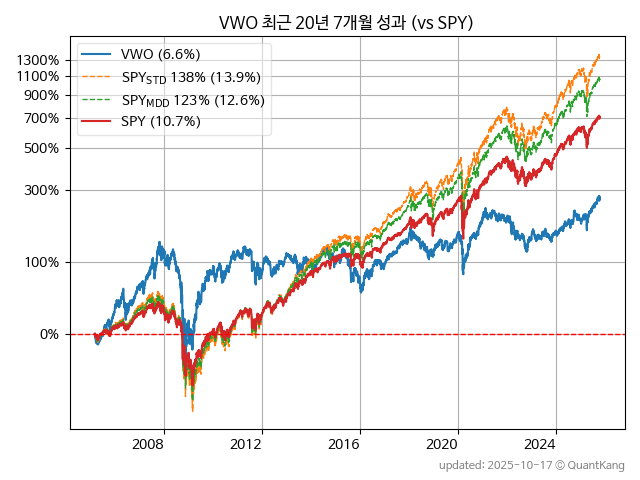 VWO 최근 20년 7개월 성과 (vs SPY)
VWO (6.6%)
SPY_STD 138% (13.9%)
SPY_MDD 123% (12.6%)
SPY (10.7%)
1300%
1100%
900%
700%
500%
300%
100%
0%
2008 2012 2016 2020 2024
updated: 2025-10-17 © QuantKang